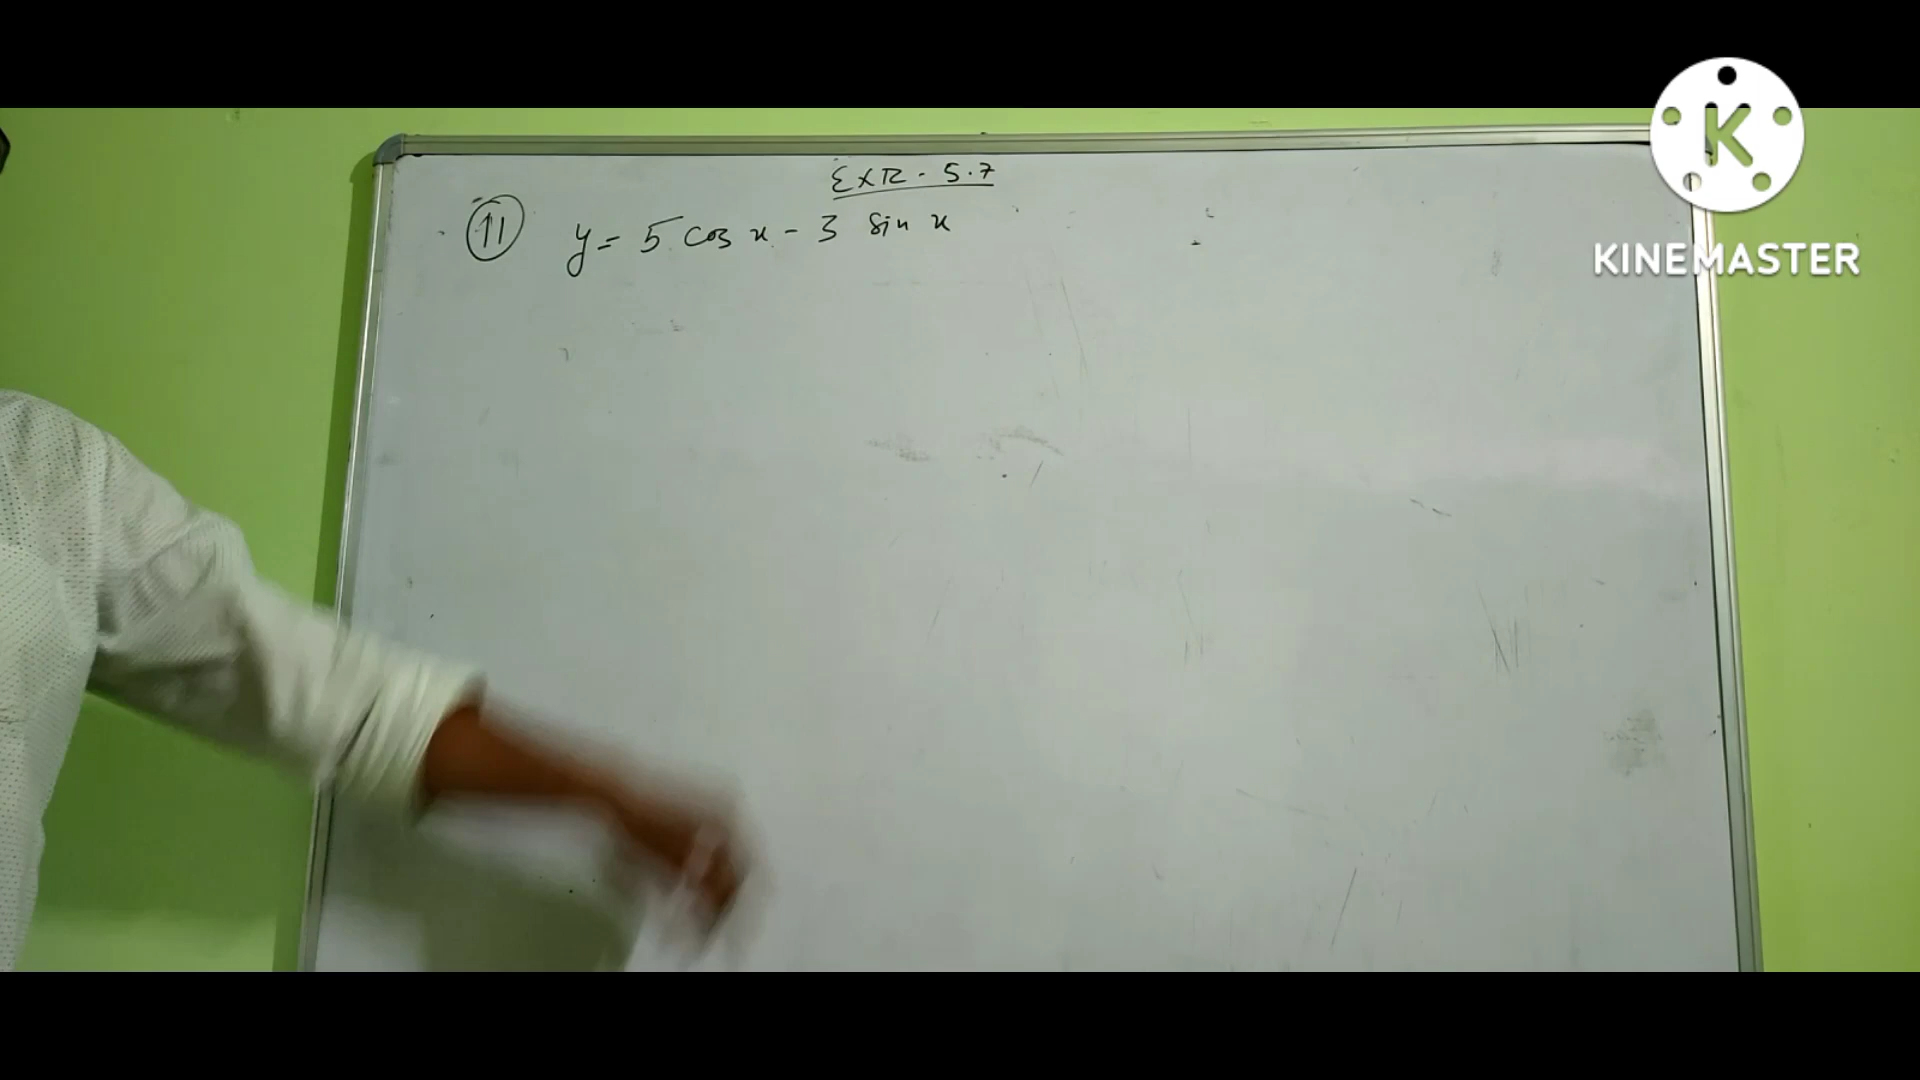 EXR - 5.7
11 y = 5 cos x - 3 sin x
K
KINEMASTER